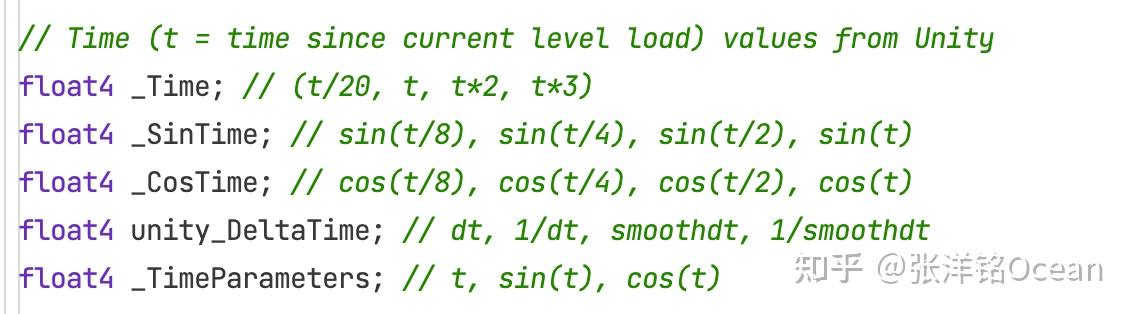 // Time (t = time since current level load) values from Unity
float4 _Time; // (t/20, t, t*2, t*3)
float4 _SinTime; // sin(t/8), sin(t/4), sin(t/2), sin(t)
float4 _CosTime; // cos(t/8), cos(t/4), cos(t/2), cos(t)
float4 unity_DeltaTime; // dt, 1/dt, smoothdt, 1/smoothdt
float4 _TimeParameters; // t, sin(t), cos(t)
知乎 @张洋铭Ocean